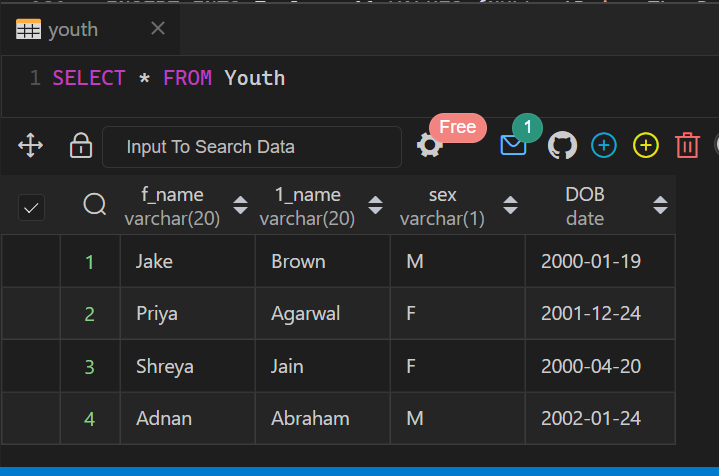 youth
1 SELECT * FROM Youth
Input To Search Data
Free
1
f_name 1_name sex DOB
varchar(20) varchar(20) varchar(1) date
1 Jake Brown M 2000-01-19
2 Priya Agarwal F 2001-12-24
3 Shreya Jain F 2000-04-20
4 Adnan Abraham M 2002-01-24